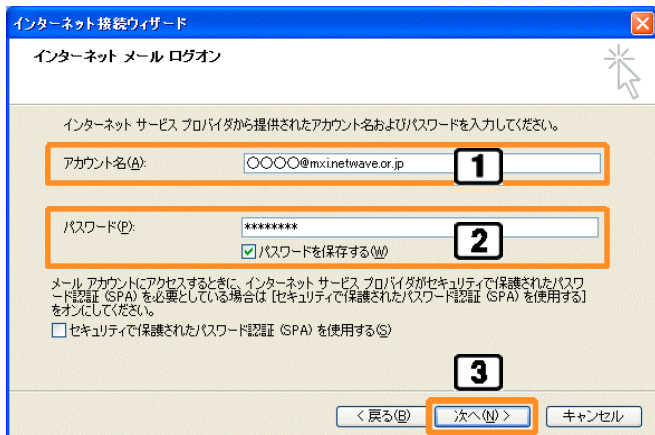 インターネット接続ウィザード
インターネット メール ログオン
インターネット サービス プロバイダから提供されたアカウント名およびパスワードを入力してください。
アカウント名(A): 〇〇〇〇@mxi.netwave.or.jp 1
パスワード(P): ******** 2
パスワードを保存する(W)
メール アカウントにアクセスするときに、インターネット サービス プロバイダがセキュリティで保護されたパスワ
ード認証 (SPA) を必要としている場合は [セキュリティで保護されたパスワード認証 (SPA) を使用する]
をオンにしてください。
セキュリティで保護されたパスワード認証 (SPA) を使用する(S)
3
< 戻る(B) 次へ(N) > キャンセル